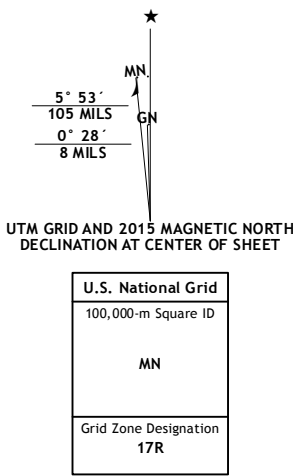 ★
MN.
5° 53´
105 MILS
GN
0° 28´
8 MILS
UTM GRID AND 2015 MAGNETIC NORTH
DECLINATION AT CENTER OF SHEET
U.S. National Grid
100,000-m Square ID
MN
Grid Zone Designation
17R